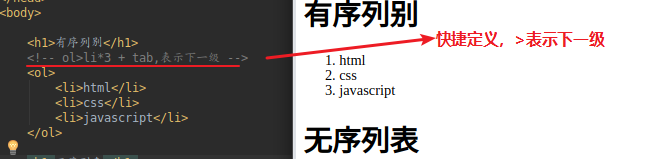 </head>
<body>
<h1>有序列别</h1>
<!-- ol>li*3 + tab,表示下一级 -->
<ol>
<li>html</li>
<li>css</li>
<li>javascript</li>
</ol>
有序列别
快捷定义，>表示下一级
1. html
2. css
3. javascript
无序列表